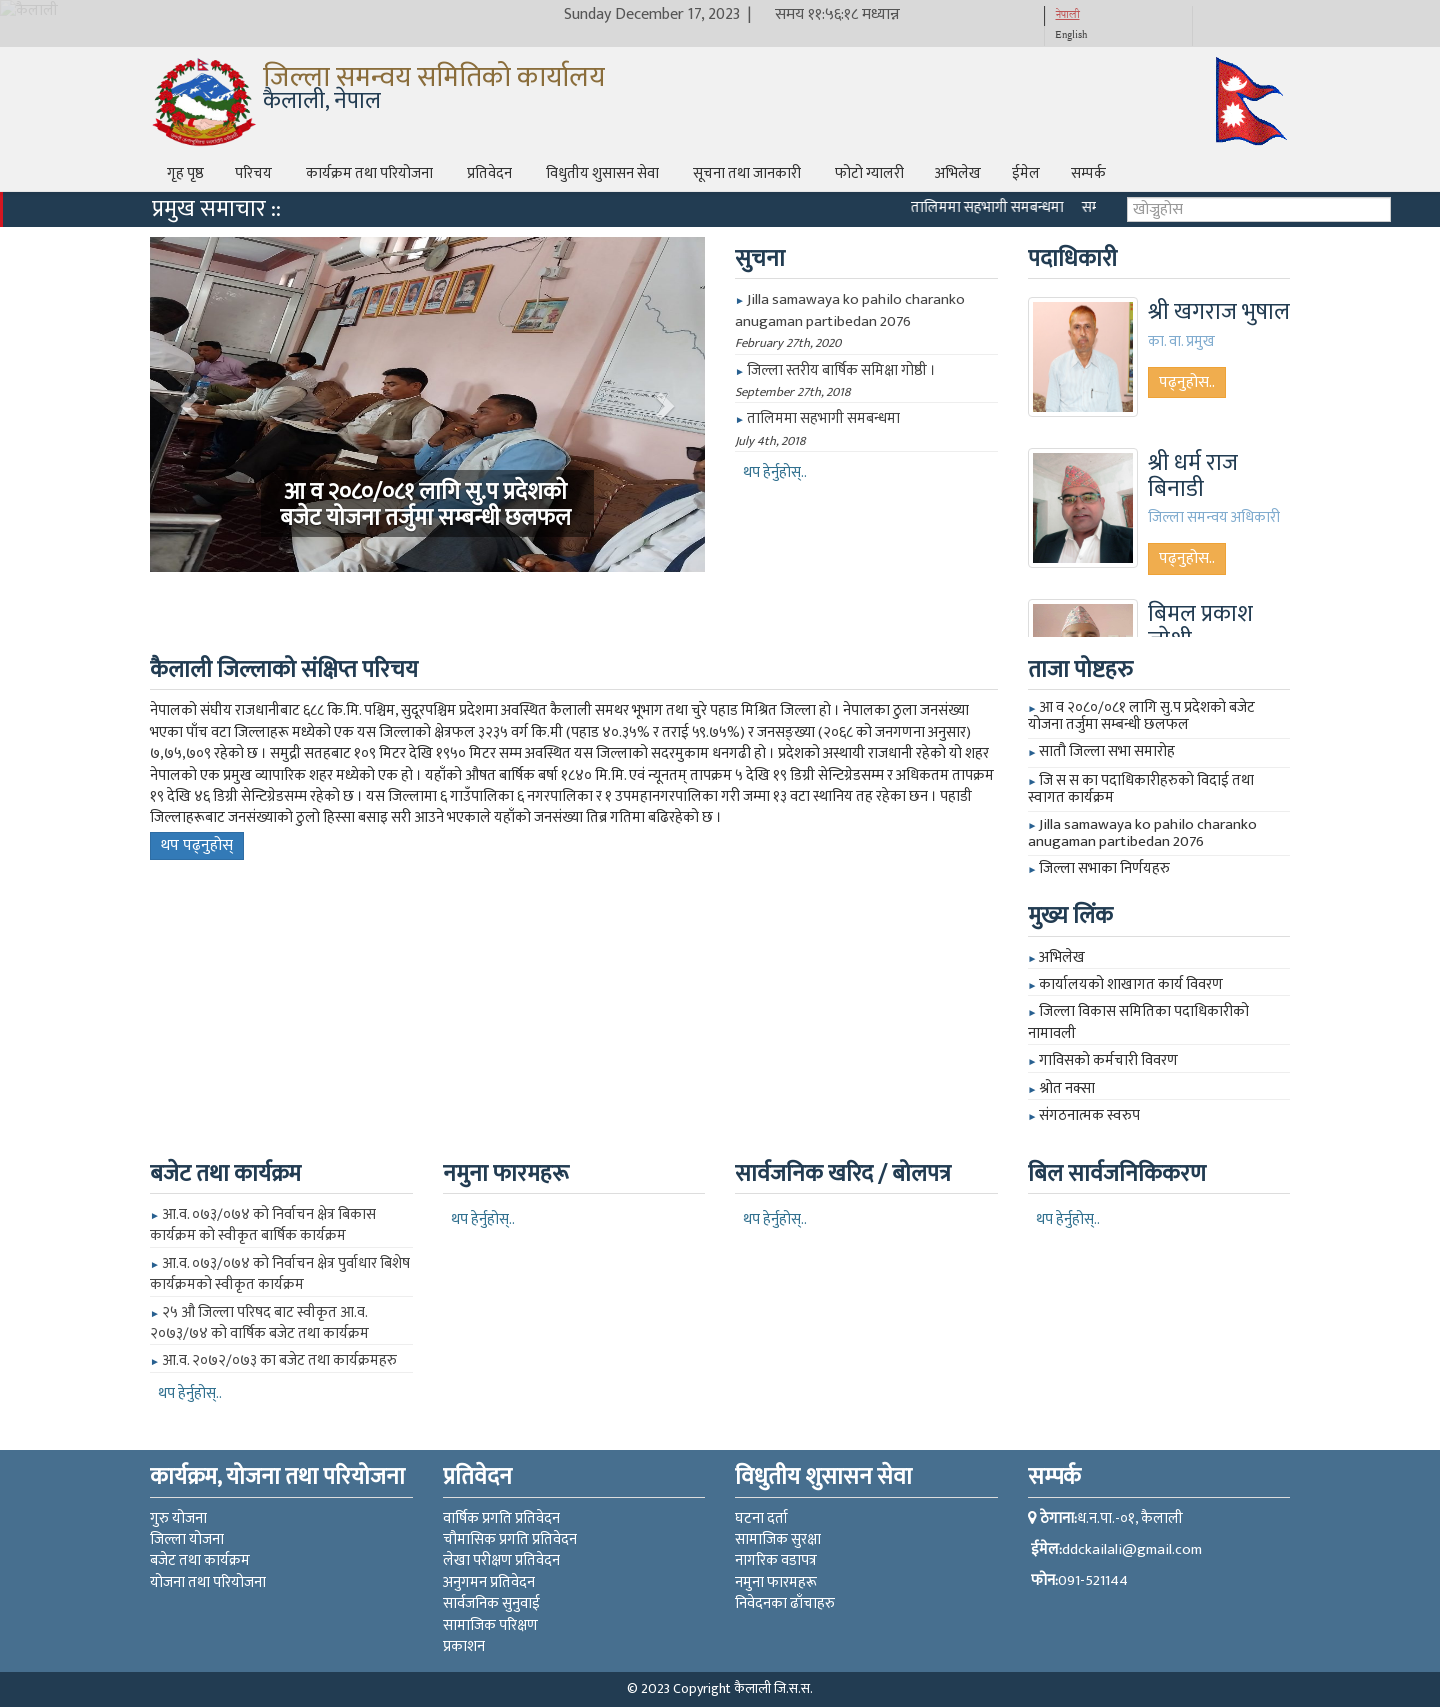 कैलाली
Sunday December 17, 2023 | समय ११:५६:१८ मध्यान्न
नेपाली
English
जिल्ला समन्वय समितिको कार्यालय
कैलाली, नेपाल
गृह पृष्ठ परिचय कार्यक्रम तथा परियोजना प्रतिवेदन विधुतीय शुसासन सेवा सूचना तथा जानकारी फोटो ग्यालरी अभिलेख ईमेल सम्पर्क
प्रमुख समाचार ::
तालिममा सहभागी समबन्धमा
खोज्नुहोस
आ व २०८०/०८१ लागि सु.प प्रदेशको
बजेट योजना तर्जुमा सम्बन्धी छलफल
सुचना
► Jilla samawaya ko pahilo charanko
anugaman partibedan 2076
February 27th, 2020
► जिल्ला स्तरीय बार्षिक समिक्षा गोष्ठी ।
September 27th, 2018
► तालिममा सहभागी समबन्धमा
July 4th, 2018
थप हेर्नुहोस्..
पदाधिकारी
श्री खगराज भुषाल
का. वा. प्रमुख
पढ्नुहोस..
श्री धर्म राज
बिनाडी
जिल्ला समन्वय अधिकारी
पढ्नुहोस..
बिमल प्रकाश
कैलाली जिल्लाको संक्षिप्त परिचय
नेपालको संघीय राजधानीबाट ६८८ कि.मि. पश्चिम, सुदूरपश्चिम प्रदेशमा अवस्थित कैलाली समथर भूभाग तथा चुरे पहाड मिश्रित जिल्ला हो । नेपालका ठुला जनसंख्या
भएका पाँच वटा जिल्लाहरू मध्येको एक यस जिल्लाको क्षेत्रफल ३२३५ वर्ग कि.मी (पहाड ४०.३५% र तराई ५९.७५%) र जनसङ्ख्या (२०६८ को जनगणना अनुसार)
७,७५,७०९ रहेको छ । समुद्री सतहबाट १०९ मिटर देखि १९५० मिटर सम्म अवस्थित यस जिल्लाको सदरमुकाम धनगढी हो । प्रदेशको अस्थायी राजधानी रहेको यो शहर
नेपालको एक प्रमुख व्यापारिक शहर मध्येको एक हो । यहाँको औषत बार्षिक बर्षा १८४० मि.मि. एवं न्यूनतम् तापक्रम ५ देखि १९ डिग्री सेन्टिग्रेडसम्म र अधिकतम तापक्रम
१९ देखि ४६ डिग्री सेन्टिग्रेडसम्म रहेको छ । यस जिल्लामा ६ गाउँपालिका ६ नगरपालिका र १ उपमहानगरपालिका गरी जम्मा १३ वटा स्थानिय तह रहेका छन । पहाडी
जिल्लाहरूबाट जनसंख्याको ठुलो हिस्सा बसाइ सरी आउने भएकाले यहाँको जनसंख्या तिब्र गतिमा बढिरहेको छ ।
थप पढ्नुहोस्
ताजा पोष्टहरु
► आ व २०८०/०८१ लागि सु.प प्रदेशको बजेट
योजना तर्जुमा सम्बन्धी छलफल
► सातौ जिल्ला सभा समारोह
► जि स स का पदाधिकारीहरुको विदाई तथा
स्वागत कार्यक्रम
► Jilla samawaya ko pahilo charanko
anugaman partibedan 2076
► जिल्ला सभाका निर्णयहरु
मुख्य लिंक
► अभिलेख
► कार्यालयको शाखागत कार्य विवरण
► जिल्ला विकास समितिका पदाधिकारीको
नामावली
► गाविसको कर्मचारी विवरण
► श्रोत नक्सा
► संगठनात्मक स्वरुप
बजेट तथा कार्यक्रम
► आ.व. ०७३/०७४ को निर्वाचन क्षेत्र बिकास
कार्यक्रम को स्वीकृत बार्षिक कार्यक्रम
► आ.व. ०७३/०७४ को निर्वाचन क्षेत्र पुर्वाधार बिशेष
कार्यक्रमको स्वीकृत कार्यक्रम
► २५ औ जिल्ला परिषद बाट स्वीकृत आ.व.
२०७३/७४ को वार्षिक बजेट तथा कार्यक्रम
► आ.व. २०७२/०७३ का बजेट तथा कार्यक्रमहरु
थप हेर्नुहोस्..
नमुना फारमहरू
थप हेर्नुहोस्..
सार्वजनिक खरिद / बोलपत्र
थप हेर्नुहोस्..
बिल सार्वजनिकिकरण
थप हेर्नुहोस्..
कार्यक्रम, योजना तथा परियोजना
गुरु योजना
जिल्ला योजना
बजेट तथा कार्यक्रम
योजना तथा परियोजना
प्रतिवेदन
वार्षिक प्रगति प्रतिवेदन
चौमासिक प्रगति प्रतिवेदन
लेखा परीक्षण प्रतिवेदन
अनुगमन प्रतिवेदन
सार्वजनिक सुनुवाई
सामाजिक परिक्षण
प्रकाशन
विधुतीय शुसासन सेवा
घटना दर्ता
सामाजिक सुरक्षा
नागरिक वडापत्र
नमुना फारमहरू
निवेदनका ढाँचाहरु
सम्पर्क
ठेगाना:ध.न.पा.-०१, कैलाली
ईमेल:ddckailali@gmail.com
फोन:091-521144
© 2023 Copyright कैलाली जि.स.स.